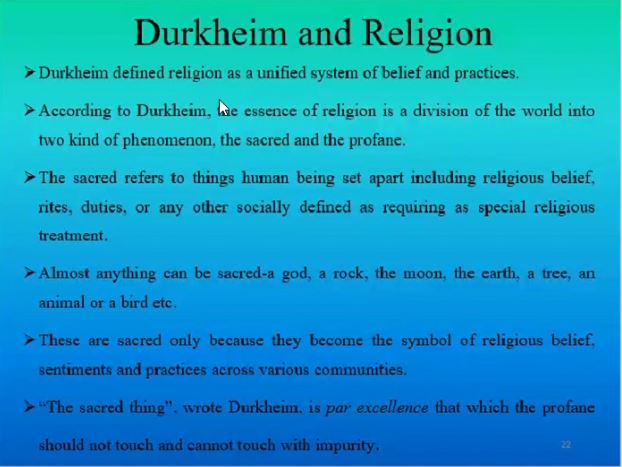 Durkheim and Religion
➢Durkheim defined religion as a unified system of belief and practices.
➢According to Durkheim, the essence of religion is a division of the world into
two kind of phenomenon, the sacred and the profane.
➢The sacred refers to things human being set apart including religious belief,
rites, duties, or any other socially defined as requiring as special religious
treatment.
➢Almost anything can be sacred-a god, a rock, the moon, the earth, a tree, an
animal or a bird etc.
➢These are sacred only because they become the symbol of religious belief,
sentiments and practices across various communities.
➢“The sacred thing”, wrote Durkheim, is par excellence that which the profane
should not touch and cannot touch with impurity.
22